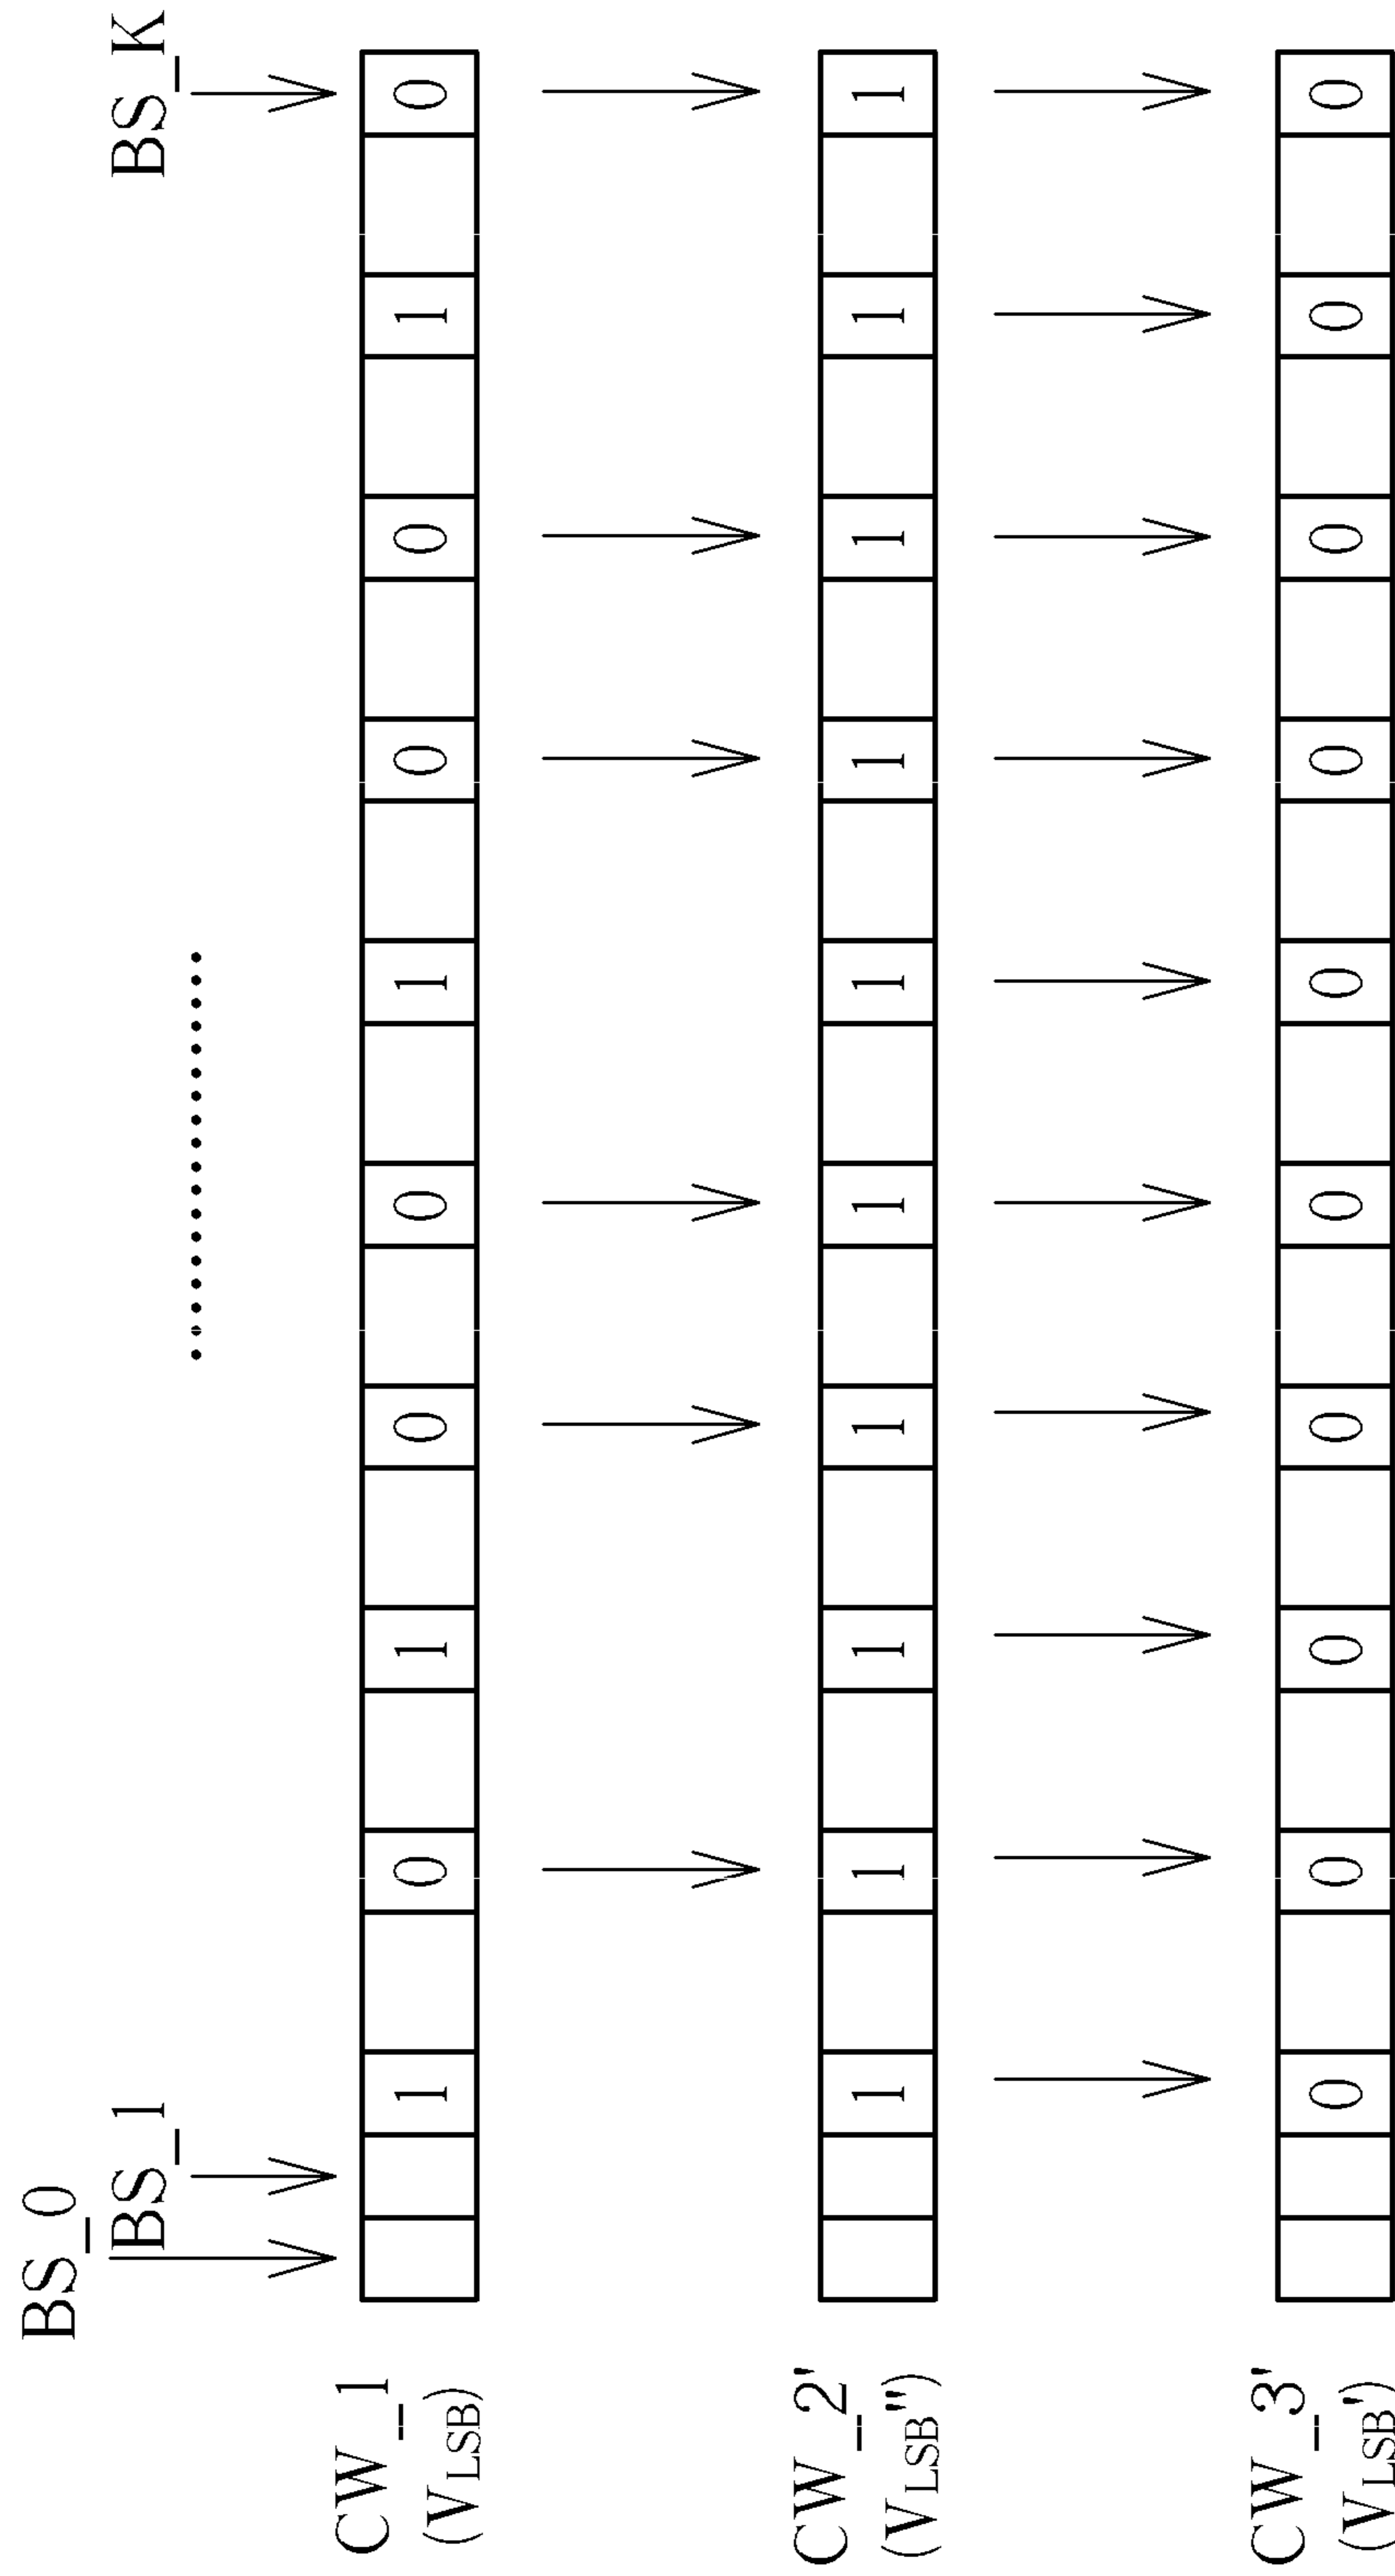 BS_0
BS_1 .................. BS_K
CW_1 1 0 1 0 0 1 0 0 1 0
(VLSB)
CW_2' 1 1 1 1 1 1 1 1 1 1
(VLSB")
CW_3' 0 0 0 0 0 0 0 0 0 0
(VLSB')